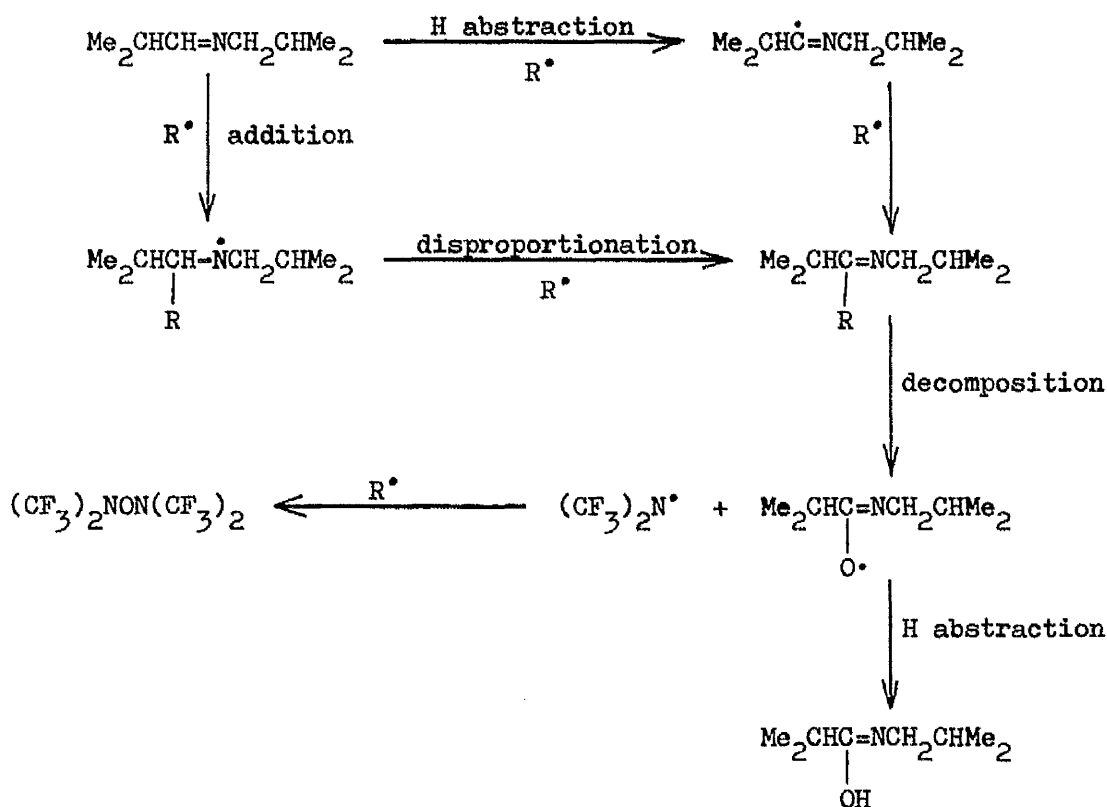 Me₂CHCH=NCH₂CHMe₂ H abstraction R• Me₂CHĊ=NCH₂CHMe₂
R• addition R•
Me₂CHCH-ṄCH₂CHMe₂ disproportionation R• Me₂CHC=NCH₂CHMe₂
R R
decomposition
(CF₃)₂NON(CF₃)₂ R• (CF₃)₂N• + Me₂CHC=NCH₂CHMe₂
O•
H abstraction
Me₂CHC=NCH₂CHMe₂
OH